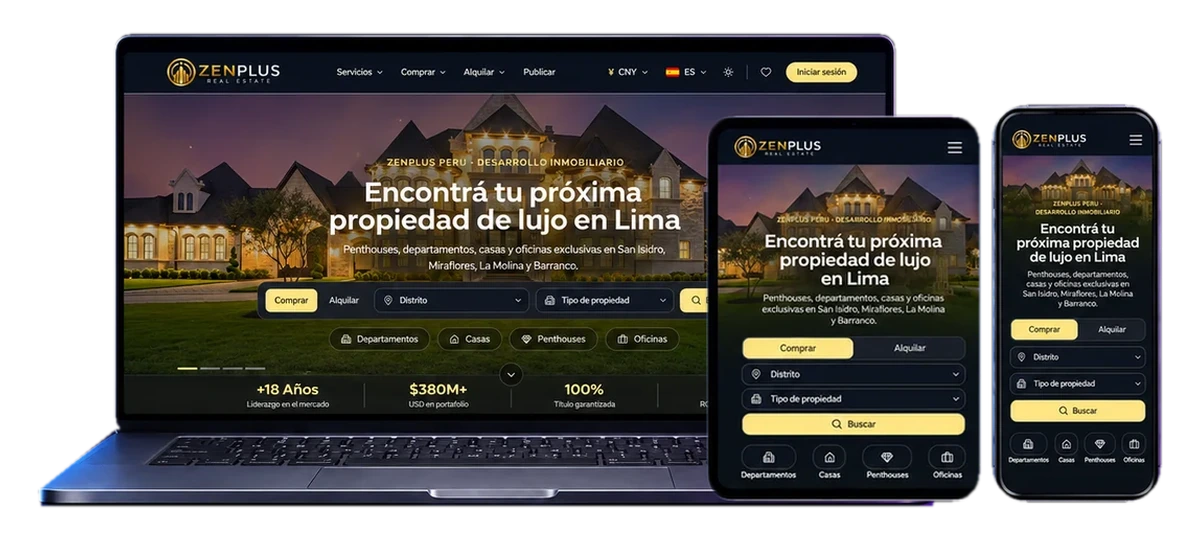 ZENPLUS
REAL ESTATE
Servicios Comprar Alquilar Publicar ¥ CNY ES Iniciar sesión
ZENPLUS PERU · DESARROLLO INMOBILIARIO
Encontrá tu próxima
propiedad de lujo en Lima
Penthouses, departamentos, casas y oficinas exclusivas en San Isidro,
Miraflores, La Molina y Barranco.
Comprar Alquilar Distrito Tipo de propiedad
Departamentos Casas Penthouses Oficinas
+18 Años
Liderazgo en el mercado
$380M+
USD en portafolio
100%
Título garantizada
ZENPLUS
REAL ESTATE
ZENPLUS PERU · DESARROLLO INMOBILIARIO
Encontrá tu próxima
propiedad de lujo
en Lima
Penthouses, departamentos, casas y oficinas
exclusivas en San Isidro, Miraflores, La Molina
y Barranco.
Comprar Alquilar
Distrito
Tipo de propiedad
Buscar
Departamentos Casas Penthouses Oficinas
ZENPLUS
REAL ESTATE
ZENPLUS PERU ·
DESARROLLO INMOBILIARIO
Encontrá tu
próxima propiedad
de lujo en Lima
Penthouses, departamentos,
casas y oficinas exclusivas en
San Isidro, Miraflores, La Molina
y Barranco.
Comprar Alquilar
Distrito
Tipo de propiedad
Buscar
Departamentos Casas Penthouses Oficinas